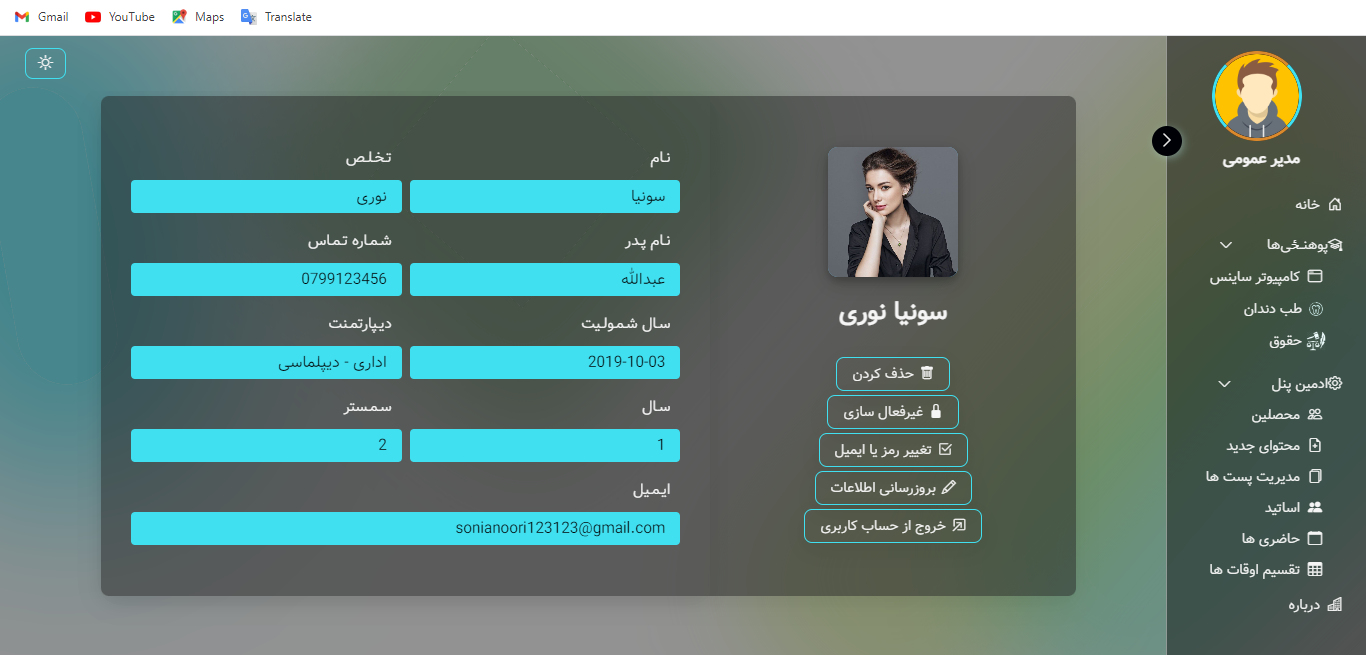 Gmail
YouTube
Maps
Translate
مدیر عمومی
خانه
پوهنځی‌ها
کامپیوتر ساینس
طب دندان
حقوق
ادمین پنل
محصلین
محتوای جدید
مدیریت پست ها
اساتید
حاضری ها
تقسیم اوقات ها
درباره
سونیا نوری
حذف کردن
غیرفعال سازی
تغییر رمز یا ایمیل
بروزرسانی اطلاعات
خروج از حساب کاربری
نام
تخلص
سونیا
نوری
نام پدر
شماره تماس
عبدالله
0799123456
سال شمولیت
دیپارتمنت
2019-10-03
اداری - دیپلماسی
سال
سمستر
1
2
ایمیل
sonianoori123123@gmail.com